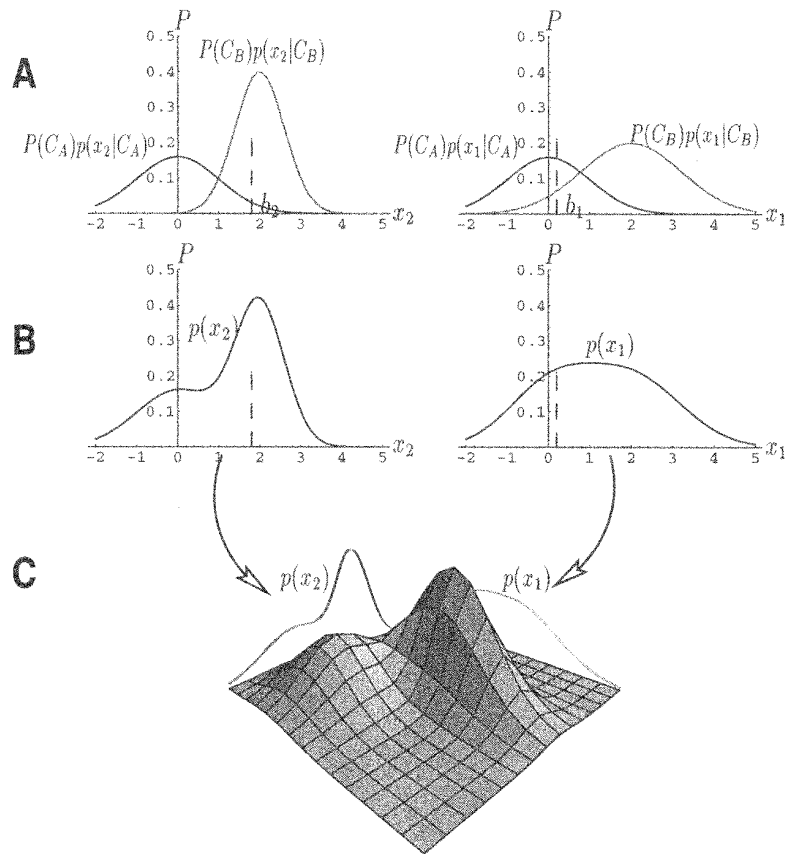 A
P
0.5
0.4
0.3
0.2
0.1
P(C_B)p(x_2|C_B)
P(C_A)p(x_2|C_A)
b_2
-2 -1 0 1 2 3 4 5 x_2
P
0.5
0.4
0.3
0.2
0.1
P(C_A)p(x_1|C_A)
P(C_B)p(x_1|C_B)
b_1
-2 -1 0 1 2 3 4 5 x_1
B
P
0.5
0.4
0.3
0.2
0.1
p(x_2)
-2 -1 0 1 2 3 4 5 x_2
P
0.5
0.4
0.3
0.2
0.1
p(x_1)
-2 -1 0 1 2 3 4 5 x_1
C
p(x_2)
p(x_1)